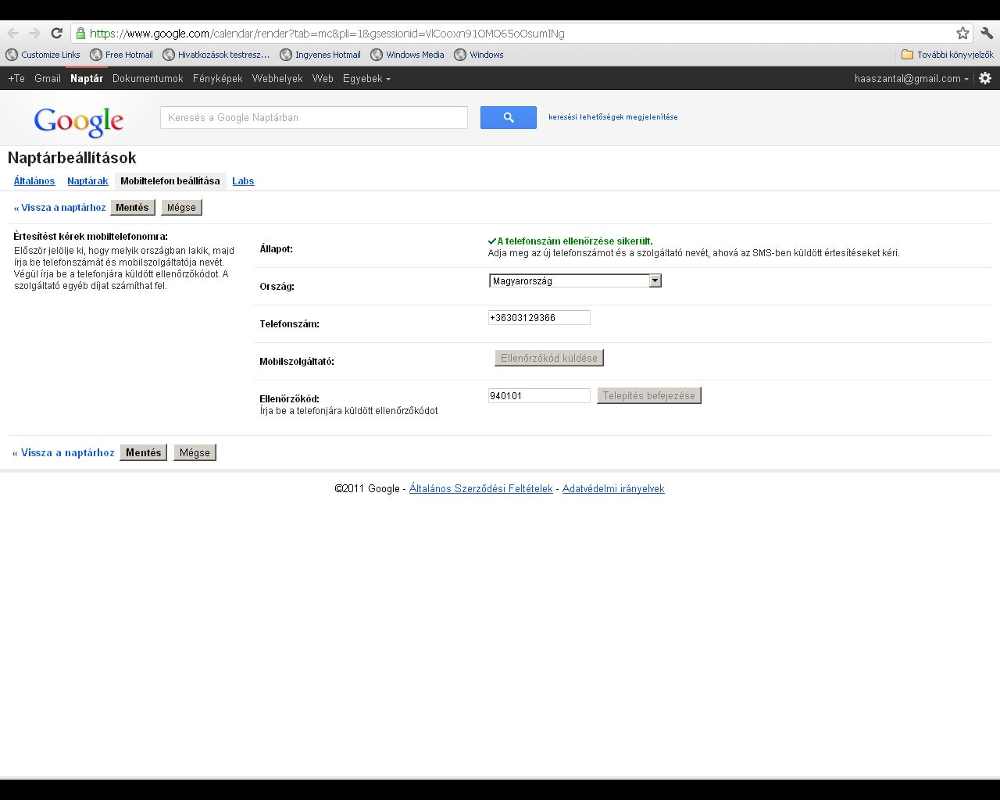 https://www.google.com/calendar/render?tab=mc&pli=1&gsessionid=VlCooxn91OMO65oOsumINg
Customize Links Free Hotmail Hivatkozások testresz... Ingyenes Hotmail Windows Media Windows További könyvjelzők
+Te Gmail Naptár Dokumentumok Fényképek Webhelyek Web Egyebek haaszantal@gmail.com
Google Keresés a Google Naptárban keresési lehetőségek megjelenítése
Naptárbeállítások
Általános Naptárak Mobiltelefon beállítása Labs
« Vissza a naptárhoz Mentés Mégse
Értesítést kérek mobiltelefonomra:
Először jelölje ki, hogy melyik országban lakik, majd
írja be telefonszámát és mobilszolgáltatója nevét.
Végül írja be a telefonjára küldött ellenőrzőkódot. A
szolgáltató egyéb díjat számíthat fel.
Állapot:
A telefonszám ellenőrzése sikerült.
Adja meg az új telefonszámot és a szolgáltató nevét, ahová az SMS-ben küldött értesítéseket kéri.
Ország: Magyarország
Telefonszám: +36303129366
Mobilszolgáltató: Ellenőrzőkód küldése
Ellenőrzőkód: 940101 Telepítés befejezése
Írja be a telefonjára küldött ellenőrzőkódot
« Vissza a naptárhoz Mentés Mégse
©2011 Google - Általános Szerződési Feltételek - Adatvédelmi irányelvek